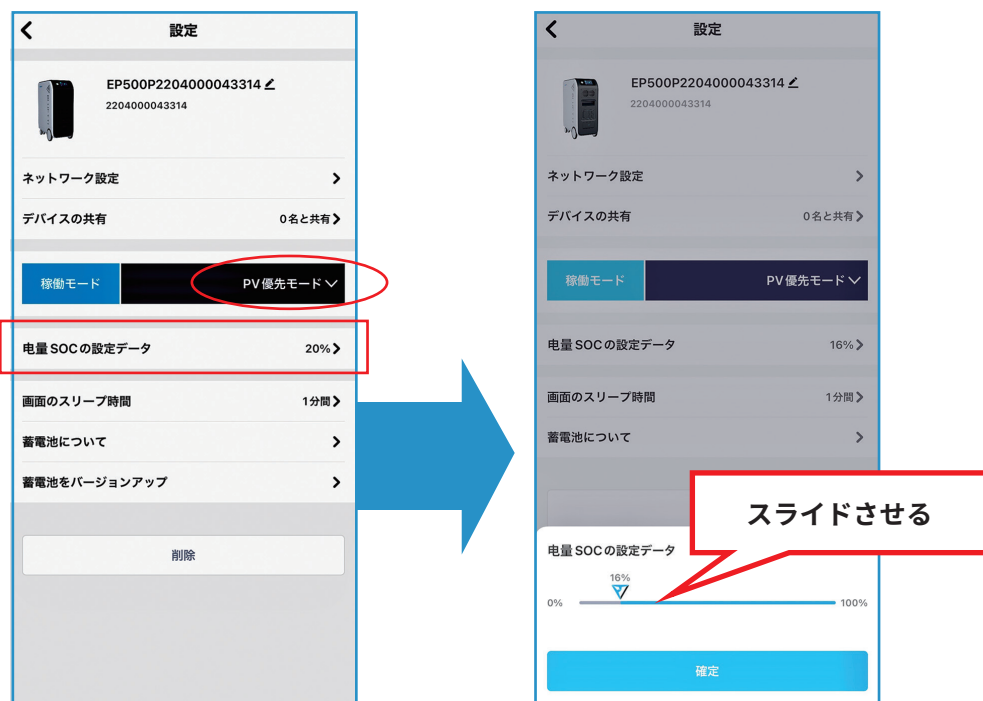 設定
EP500P2204000043314
2204000043314
ネットワーク設定
デバイスの共有 0名と共有
稼働モード PV優先モード
电量SOCの設定データ 20%
画面のスリープ時間 1分間
蓄電池について
蓄電池をバージョンアップ
削除
設定
EP500P2204000043314
2204000043314
ネットワーク設定
デバイスの共有 0名と共有
稼働モード PV優先モード
电量SOCの設定データ 16%
画面のスリープ時間 1分間
蓄電池について
スライドさせる
电量SOCの設定データ
16%
0% 100%
確定